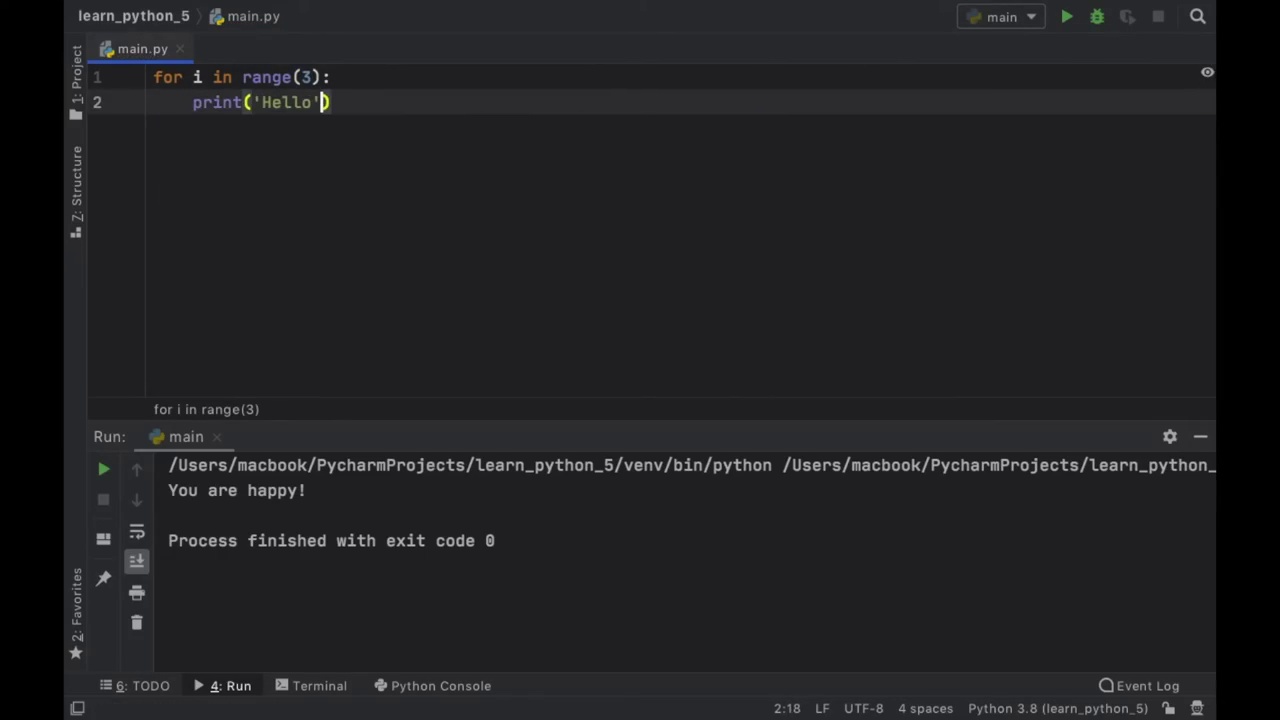 learn_python_5 main.py main
1: Project
main.py
1 for i in range(3):
2 print('Hello')
7: Structure
for i in range(3)
Run: main
/Users/macbook/PycharmProjects/learn_python_5/venv/bin/python /Users/macbook/PycharmProjects/learn_python_
You are happy!
Process finished with exit code 0
2: Favorites
6: TODO 4: Run Terminal Python Console Event Log
2:18 LF UTF-8 4 spaces Python 3.8 (learn_python_5)